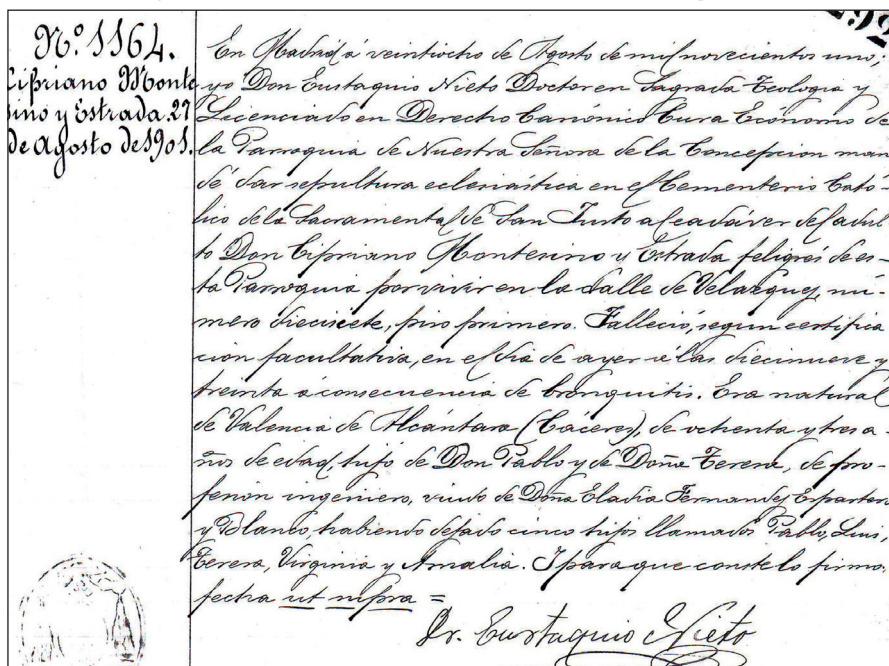 292
Nº 1164.
Cipriano Monte
sino y Estrada 27
de agosto de 1901.
En Madrid á veintiocho de Agosto de mil novecientos uno;
yo Don Eustaquio Nieto Doctor en Sagrada Teologia y
Licenciado en Derecho Canónico Cura Ecónomo de
la Parroquia de Nuestra Señora de la Concepcion man
dé dar sepultura eclesiástica en el Cementerio Cató-
lico de la Sacramental de San Justo al cadáver del adul
to Don Cipriano Montesino y Estrada feligrés de es-
ta Parroquia por vivir en la calle de Velazquez, nú-
mero diecisiete, piso primero. Falleció, segun certifica
cion facultativa, en el dia de ayer á las diecinueve y
treinta a consecuencia de bronquitis. Era natural
de Valencia de Alcántara (Cáceres), de ochenta y tres a-
ños de edad, hijo de Don Pablo y de Doña Teresa, de pro-
fesión ingeniero, viudo de Doña Eladia Fernandez Espartero
y Blanco, habiendo dejado cinco hijos llamados Pablo, Luis,
Teresa, Virginia y Amalia. I para que conste lo firmo,
fecha ut supra =
Dr. Eustaquio Nieto